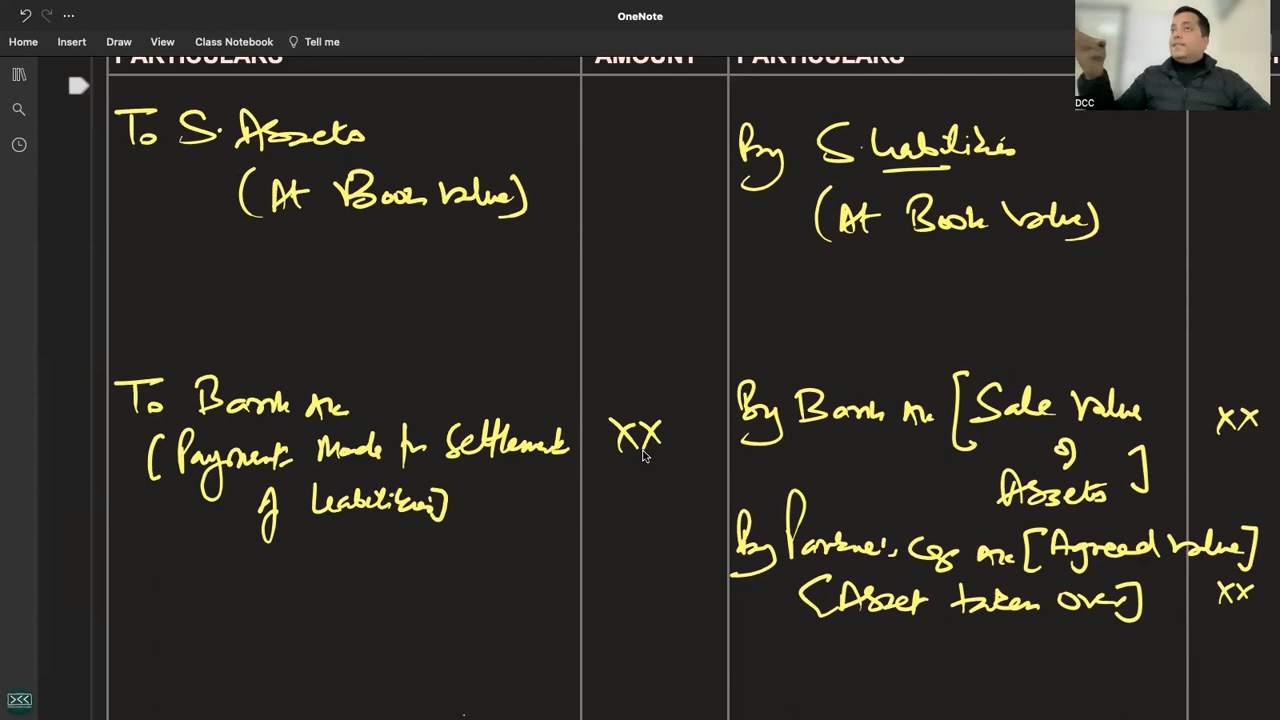 OneNote
Home Insert Draw View Class Notebook Tell me
PARTICULARS AMOUNT PARTICULARS
DCC
To S. Assets
(At Book Value)
By S. liabilities
(At Book Value)
To Bank A/c
[Payment Made for Settlement XX
of liabilities]
By Bank A/c [Sale Value XX
of
Assets]
By Partner's Cap A/c [Agreed Value]
[Asset taken over] XX